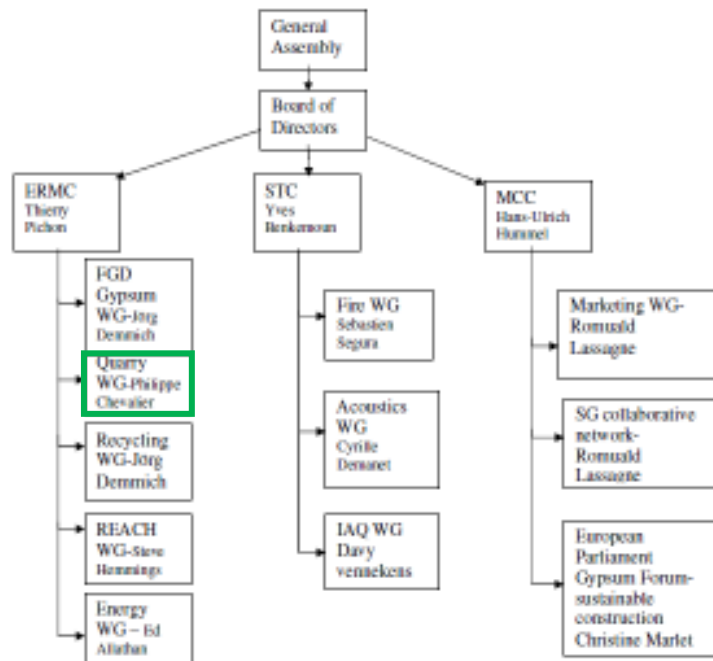 General
Assembly
Board of
Directors
ERMC
Thierry
Pichon
STC
Yves
Benkemoun
MCC
Hans-Ulrich
Hummel
FGD
Gypsum
WG-Jörg
Demmich
Quarry
WG-Philippe
Chevalier
Recycling
WG-Jörg
Demmich
REACH
WG-Steve
Hemmings
Energy
WG – Ed
Fire WG
Sebastien
Segura
Acoustics
WG
Cyrille
Demanet
IAQ WG
Davy
vennekens
Marketing WG-
Romuald
Lassagne
SG collaborative
network-
Romuald
Lassagne
European
Parliament
Gypsum Forum-
sustainable
construction
Christine Marlet